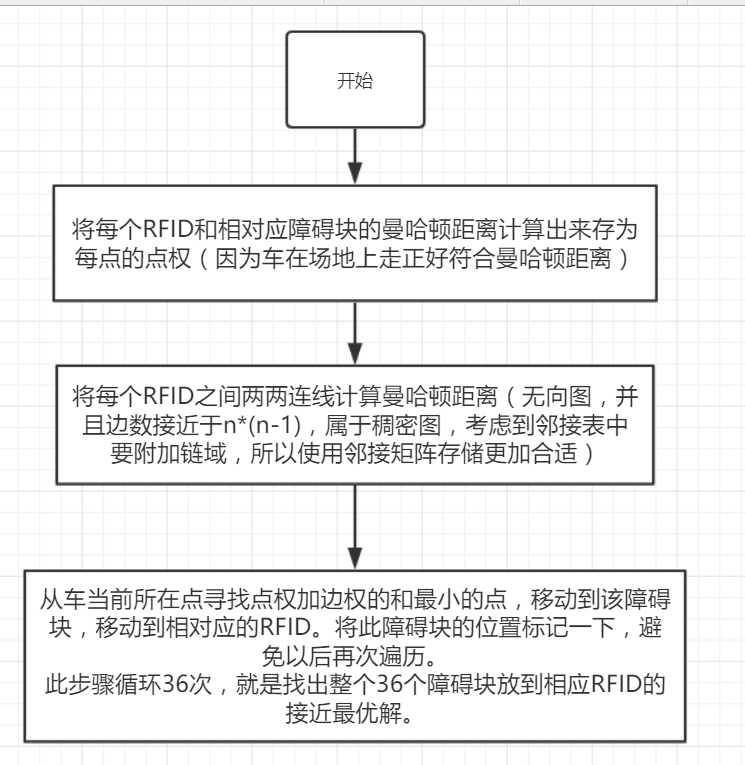 开始
将每个RFID和相对应障碍块的曼哈顿距离计算出来存为
每点的点权（因为车在场地上走正好符合曼哈顿距离）
将每个RFID之间两两连线计算曼哈顿距离（无向图，并
且边数接近于n*(n-1)，属于稠密图，考虑到邻接表中
要附加链域，所以使用邻接矩阵存储更加合适）
从车当前所在点寻找点权加边权的和最小的点，移动到该障碍
块，移动到相对应的RFID。将此障碍块的位置标记一下，避
免以后再次遍历。
此步骤循环36次，就是找出整个36个障碍块放到相应RFID的
接近最优解。